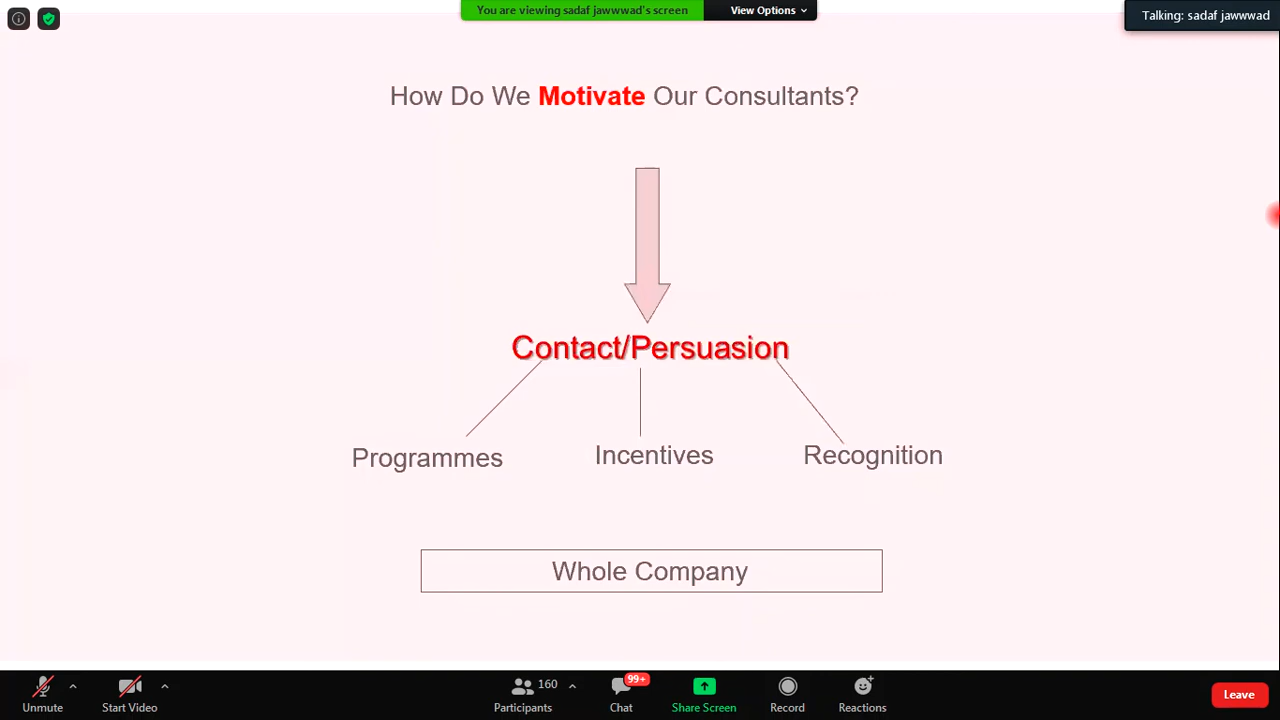 You are viewing sadaf jawwwad's screen
View Options
Talking: sadaf jawwwad
How Do We Motivate Our Consultants?
Contact/Persuasion
Programmes
Incentives
Recognition
Whole Company
Unmute
Start Video
160
Participants
99+
Chat
Share Screen
Record
Reactions
Leave